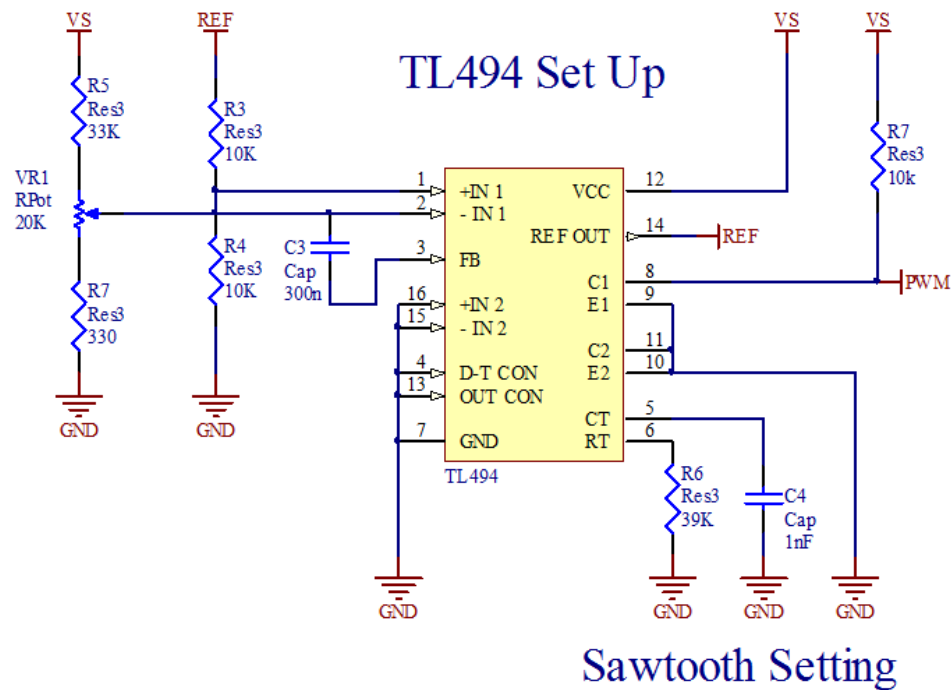 VS
REF
VS
VS
TL494 Set Up
R5
Res3
33K
R3
Res3
10K
R7
Res3
10k
VR1
RPot
20K
1
+IN 1
2
- IN 1
3
FB
16
+IN 2
15
- IN 2
4
D-T CON
13
OUT CON
7
GND
VCC
12
REF OUT
14
REF
C1
8
PWM
E1
9
C2
11
E2
10
CT
5
RT
6
TL494
C3
Cap
300n
R4
Res3
10K
R7
Res3
330
GND
GND
R6
Res3
39K
C4
Cap
1nF
GND
GND
GND
GND
Sawtooth Setting